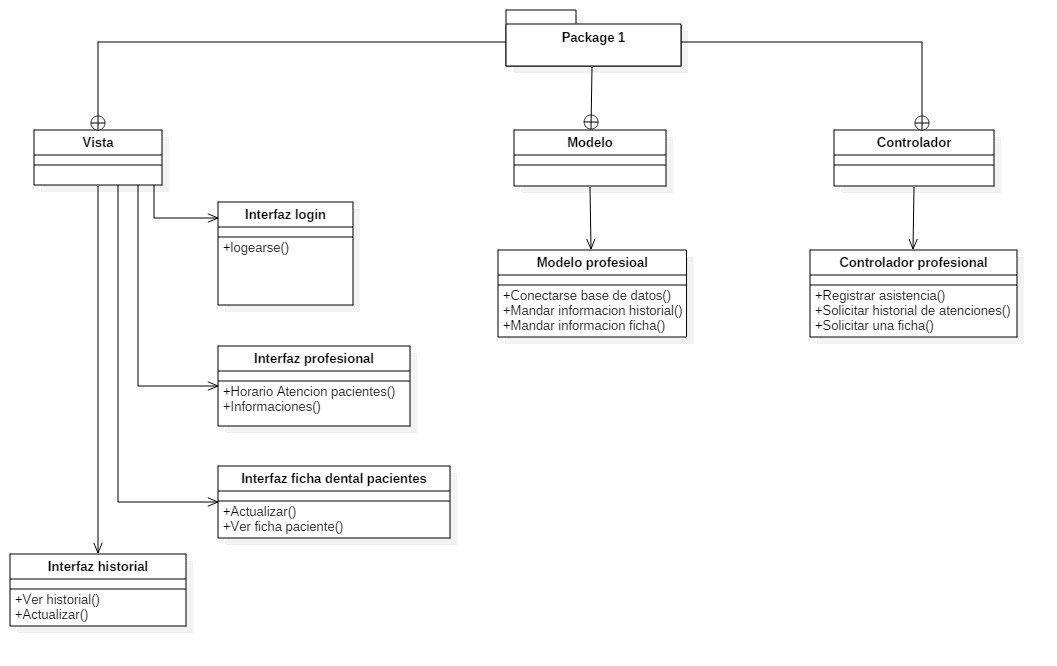 Package 1
Vista
Modelo
Controlador
Interfaz login
+logearse()
Modelo profesioal
+Conectarse base de datos()
+Mandar informacion historial()
+Mandar informacion ficha()
Controlador profesional
+Registrar asistencia()
+Solicitar historial de atenciones()
+Solicitar una ficha()
Interfaz profesional
+Horario Atencion pacientes()
+Informaciones()
Interfaz ficha dental pacientes
+Actualizar()
+Ver ficha paciente()
Interfaz historial
+Ver historial()
+Actualizar()